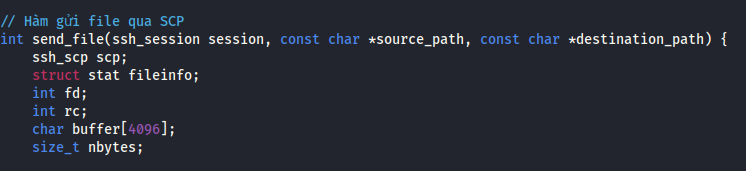 // Hàm gửi file qua SCP
int send_file(ssh_session session, const char *source_path, const char *destination_path) {
    ssh_scp scp;
    struct stat fileinfo;
    int fd;
    int rc;
    char buffer[4096];
    size_t nbytes;